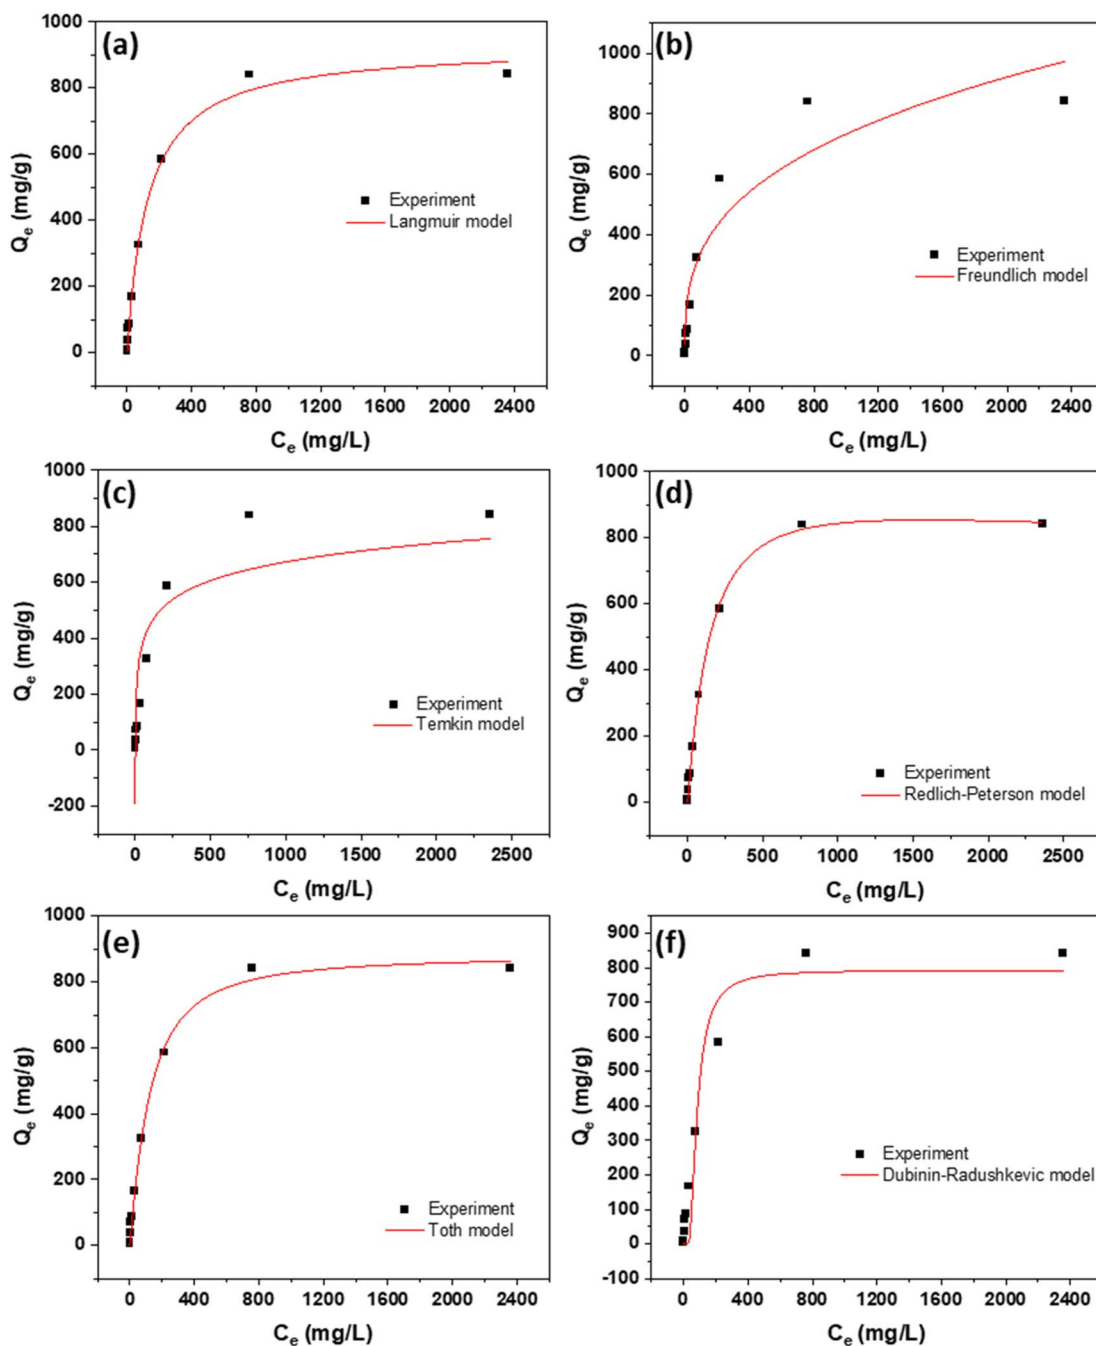 (a)
1000
800
600
400
200
0
Qe (mg/g)
Experiment
Langmuir model
0 400 800 1200 1600 2000 2400
Ce (mg/L)
(b)
1000
800
600
400
200
0
Qe (mg/g)
Experiment
Freundlich model
0 400 800 1200 1600 2000 2400
Ce (mg/L)
(c)
1000
800
600
400
200
0
-200
Qe (mg/g)
Experiment
Temkin model
0 500 1000 1500 2000 2500
Ce (mg/L)
(d)
1000
800
600
400
200
0
Qe (mg/g)
Experiment
Redlich-Peterson model
0 500 1000 1500 2000 2500
Ce (mg/L)
(e)
1000
800
600
400
200
0
Qe (mg/g)
Experiment
Toth model
0 400 800 1200 1600 2000 2400
Ce (mg/L)
(f)
900
800
700
600
500
400
300
200
100
0
-100
Qe (mg/g)
Experiment
Dubinin-Radushkevic model
0 400 800 1200 1600 2000 2400
Ce (mg/L)